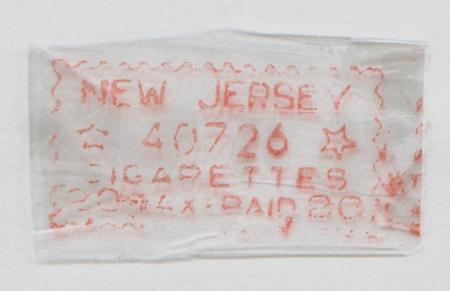 NEW JERSEY
☆ 40726 ☆
CIGARETTES
TAX PAID 20